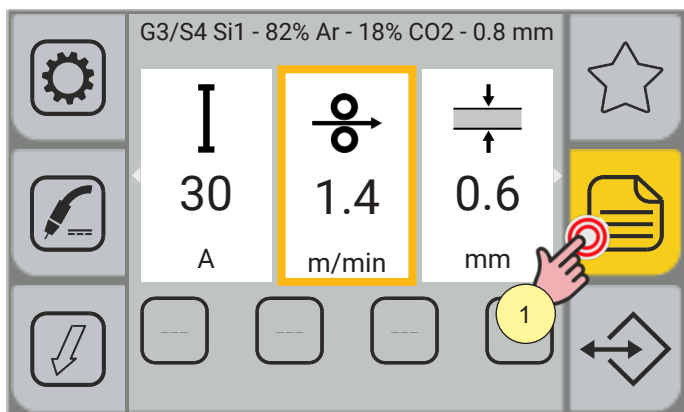 G3/S4 Si1 - 82% Ar - 18% CO2 - 0.8 mm
30 1.4 0.6
A m/min mm
--- --- ---
1